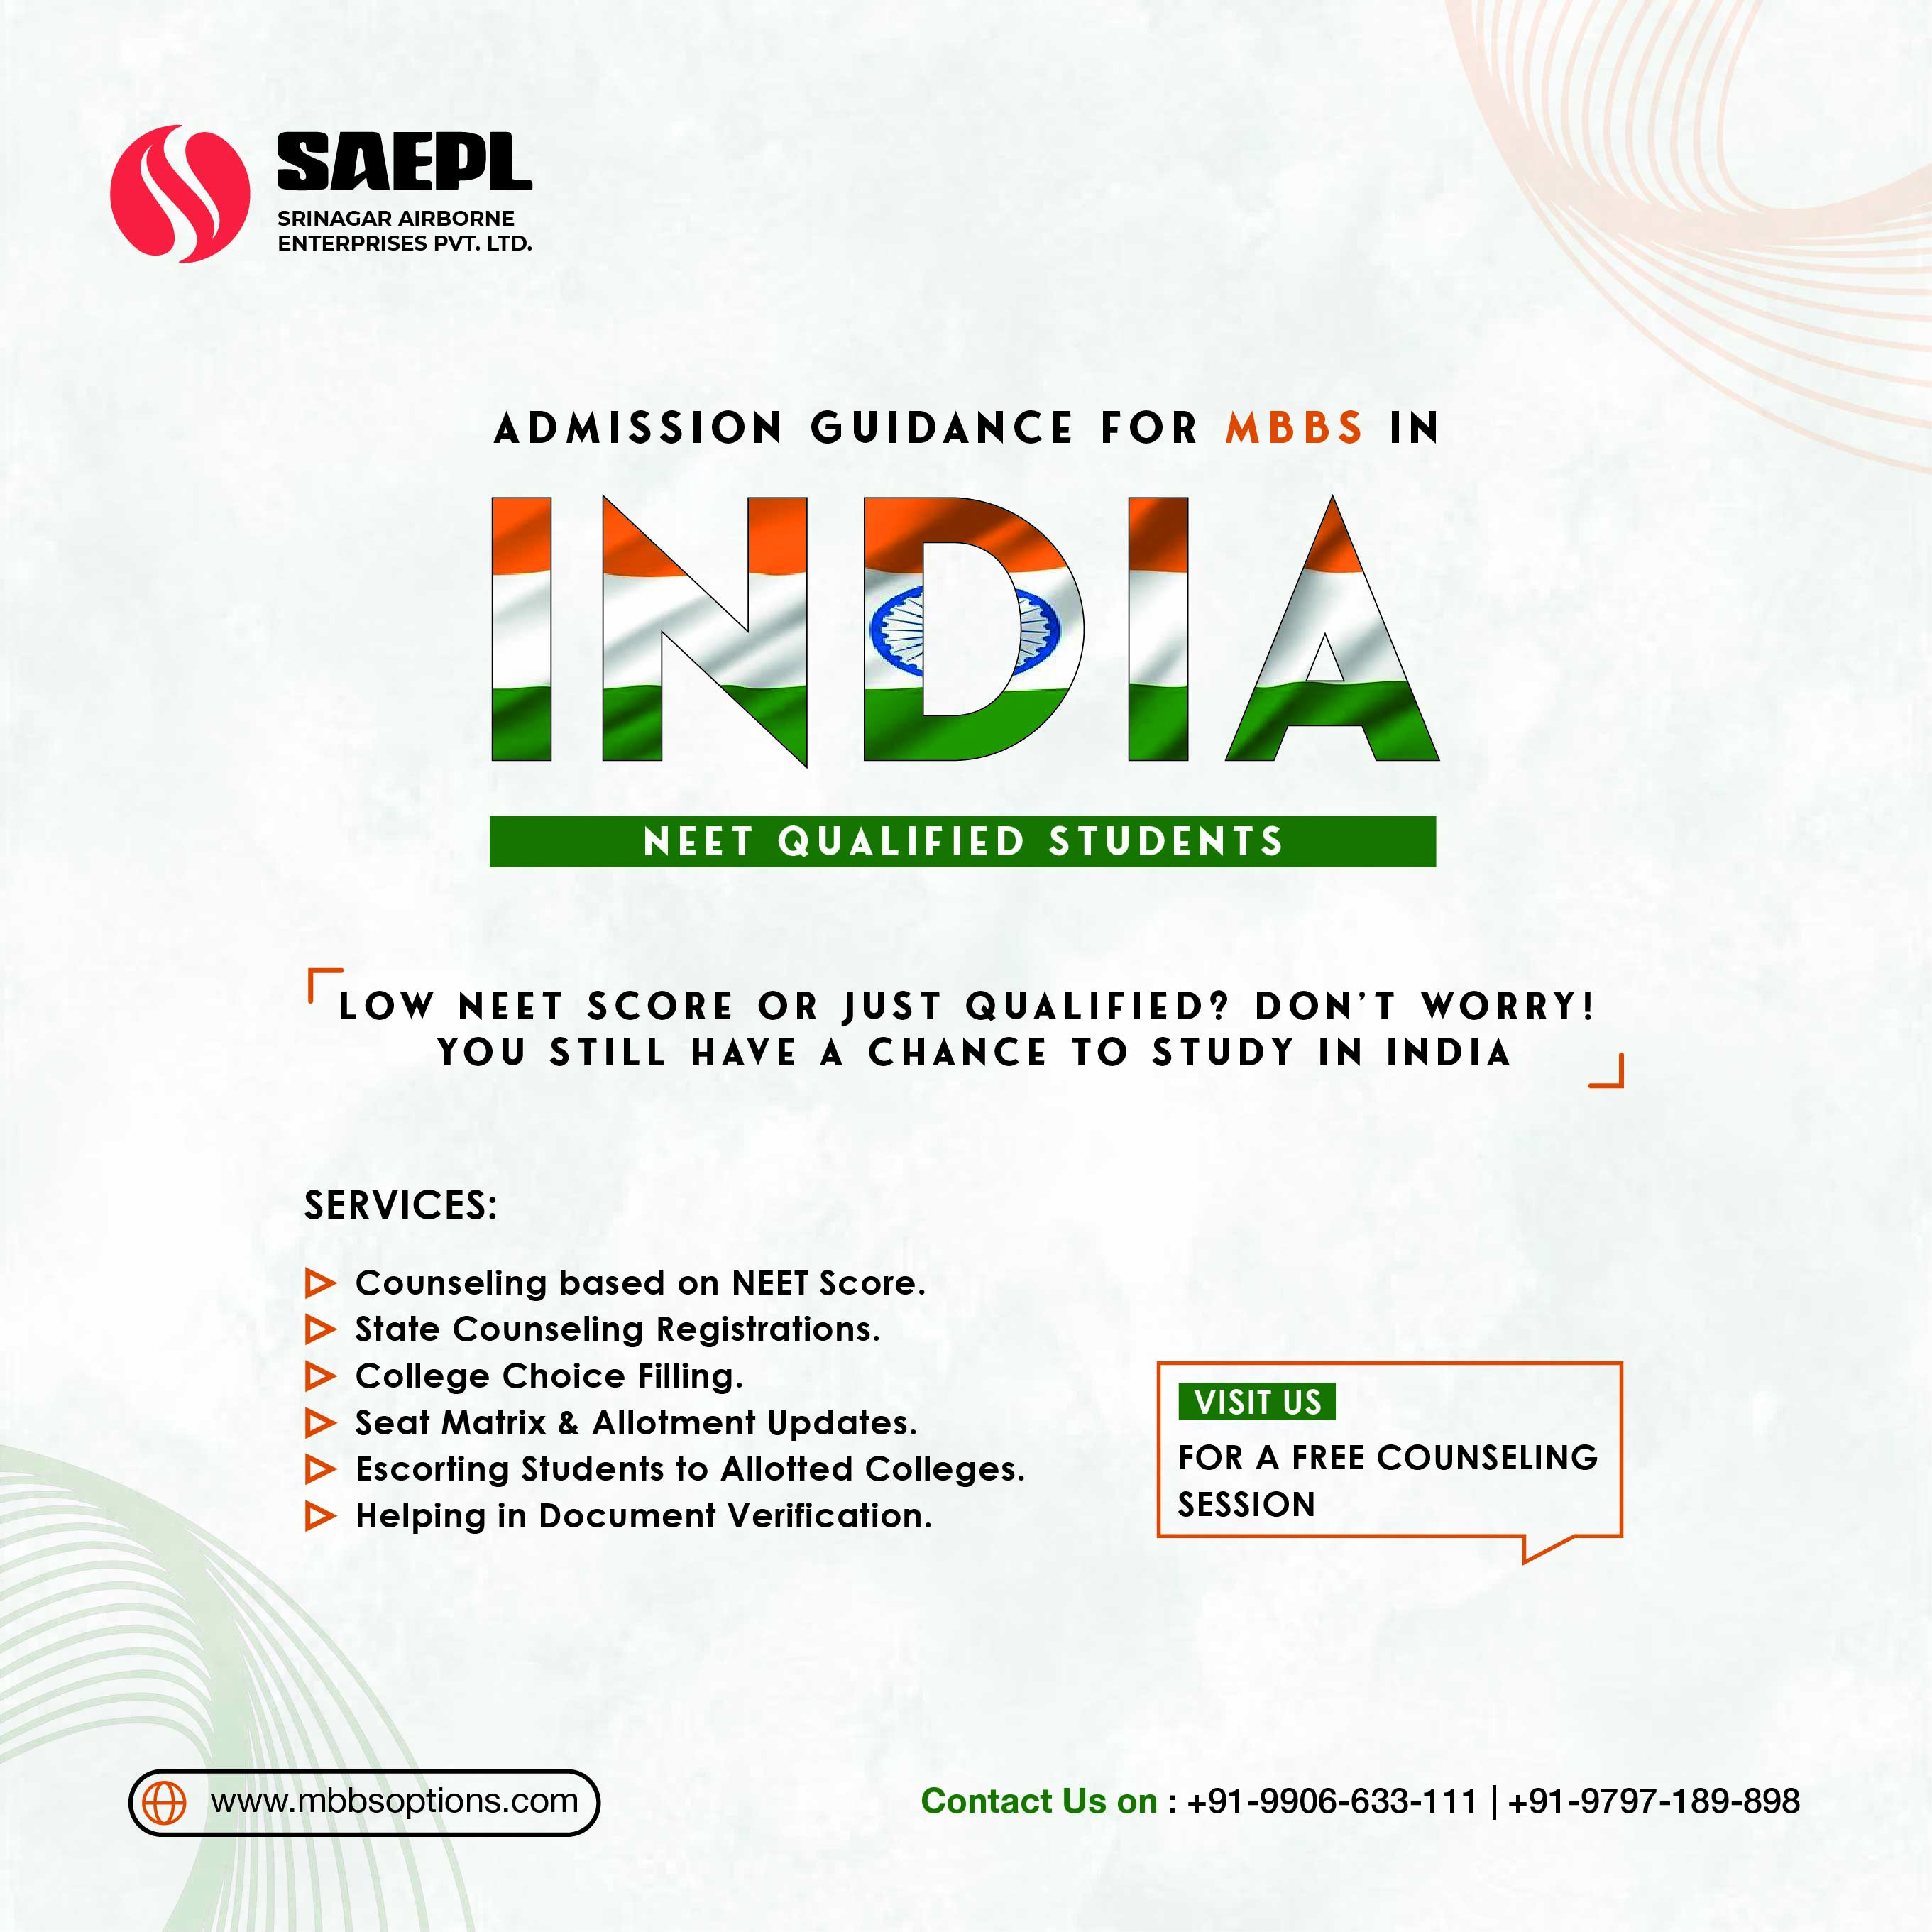 SAEPL
SRINAGAR AIRBORNE
ENTERPRISES PVT. LTD.
ADMISSION GUIDANCE FOR MBBS IN
INDIA
NEET QUALIFIED STUDENTS
LOW NEET SCORE OR JUST QUALIFIED? DON'T WORRY!
YOU STILL HAVE A CHANCE TO STUDY IN INDIA
SERVICES:
Counseling based on NEET Score.
State Counseling Registrations.
College Choice Filling.
Seat Matrix & Allotment Updates.
Escorting Students to Allotted Colleges.
Helping in Document Verification.
VISIT US
FOR A FREE COUNSELING
SESSION
www.mbbsoptions.com
Contact Us on : +91-9906-633-111 | +91-9797-189-898